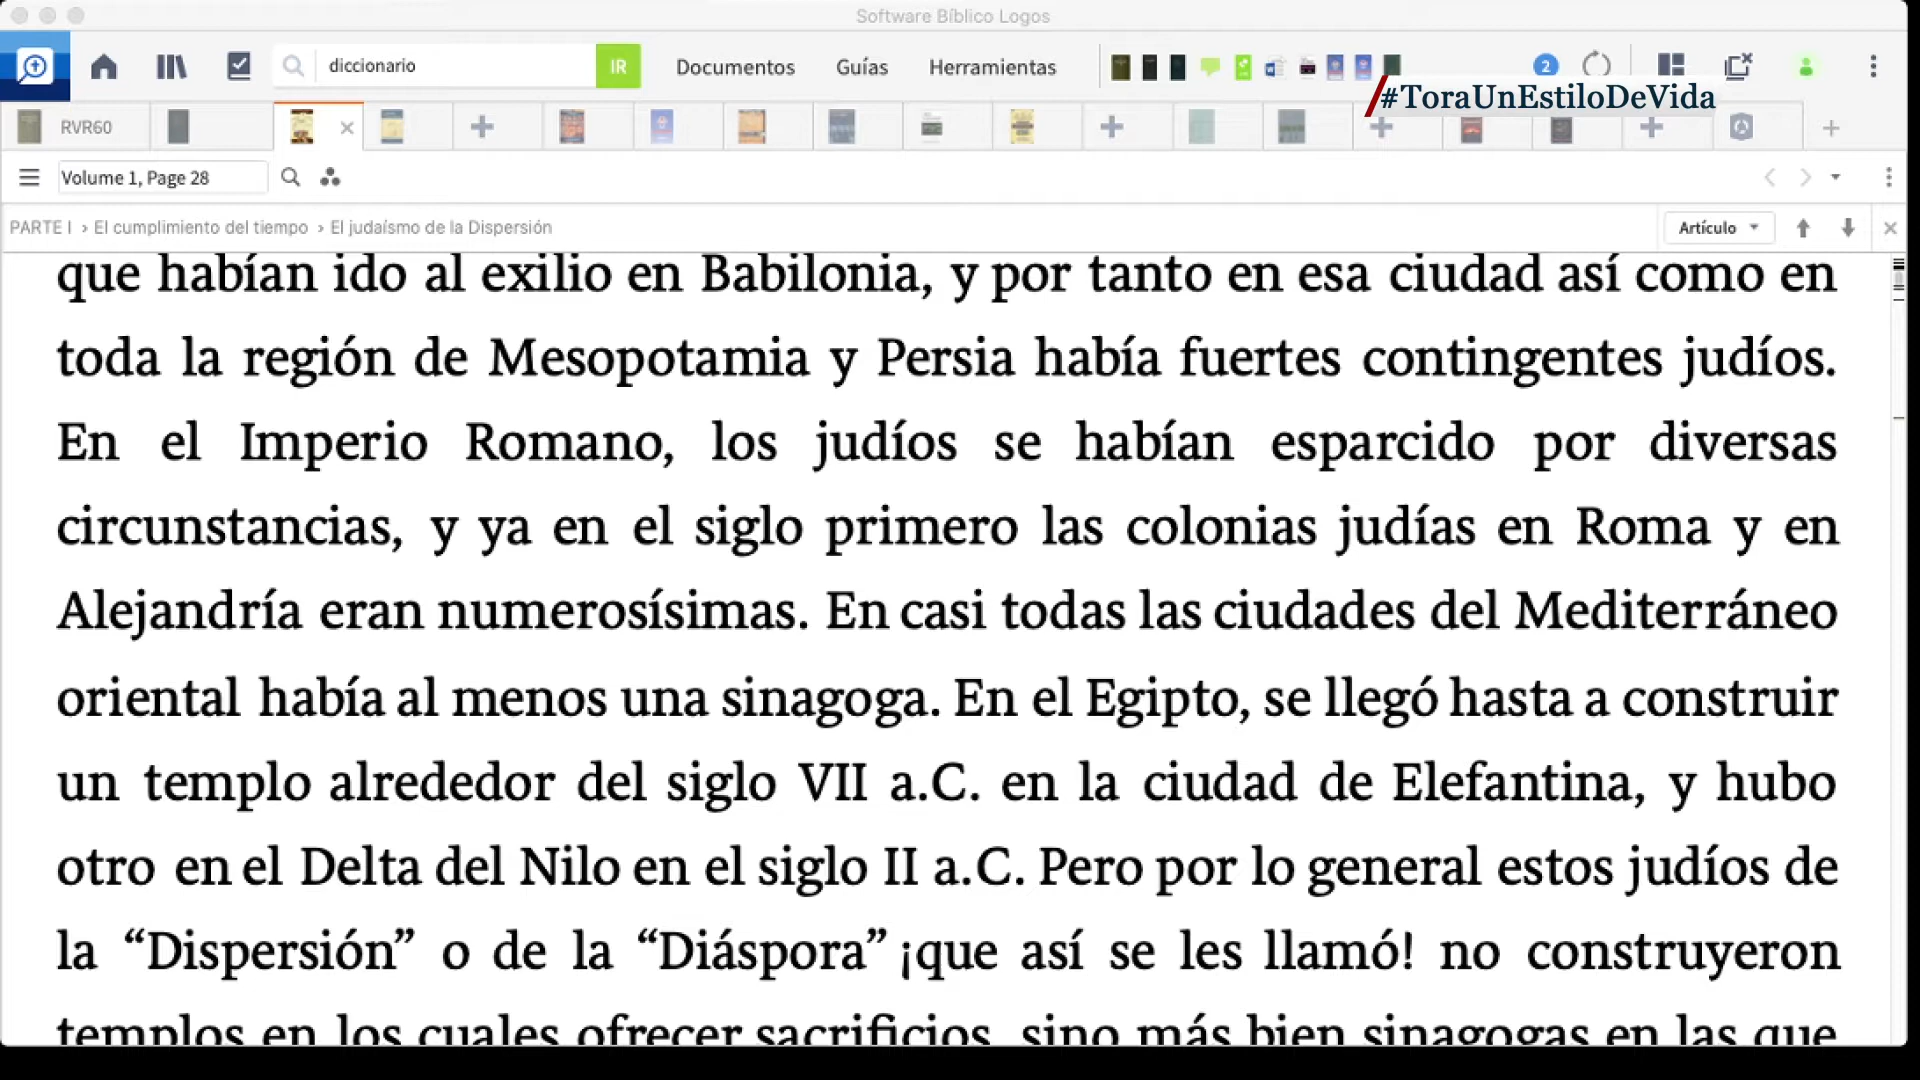 Software Bíblico Logos
diccionario
IR
Documentos
Guías
Herramientas
2
/#ToraUnEstiloDeVida
RVR60
Volume 1, Page 28
PARTE I › El cumplimiento del tiempo › El judaísmo de la Dispersión
Artículo
que habían ido al exilio en Babilonia, y por tanto en esa ciudad así como en
toda la región de Mesopotamia y Persia había fuertes contingentes judíos.
En el Imperio Romano, los judíos se habían esparcido por diversas
circunstancias, y ya en el siglo primero las colonias judías en Roma y en
Alejandría eran numerosísimas. En casi todas las ciudades del Mediterráneo
oriental había al menos una sinagoga. En el Egipto, se llegó hasta a construir
un templo alrededor del siglo VII a.C. en la ciudad de Elefantina, y hubo
otro en el Delta del Nilo en el siglo II a.C. Pero por lo general estos judíos de
la “Dispersión” o de la “Diáspora” ¡que así se les llamó! no construyeron
templos en los cuales ofrecer sacrificios, sino más bien sinagogas en las que